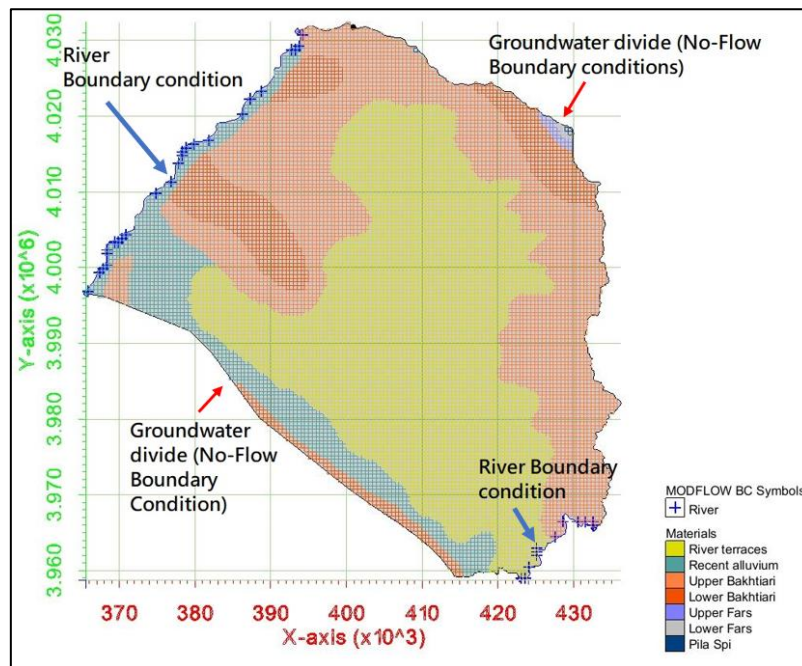 River
Boundary condition
Groundwater divide (No-Flow
Boundary conditions)
Y-axis (x10^6)
4.030
4.020
4.010
4.000
3.990
3.980
3.970
3.960
Groundwater
divide (No-Flow
Boundary
Condition)
River Boundary
condition
370
380
390
400
410
420
430
X-axis (x10^3)
MODFLOW BC Symbols
River
Materials
River terraces
Recent alluvium
Upper Bakhtiari
Lower Bakhtiari
Upper Fars
Lower Fars
Pila Spi